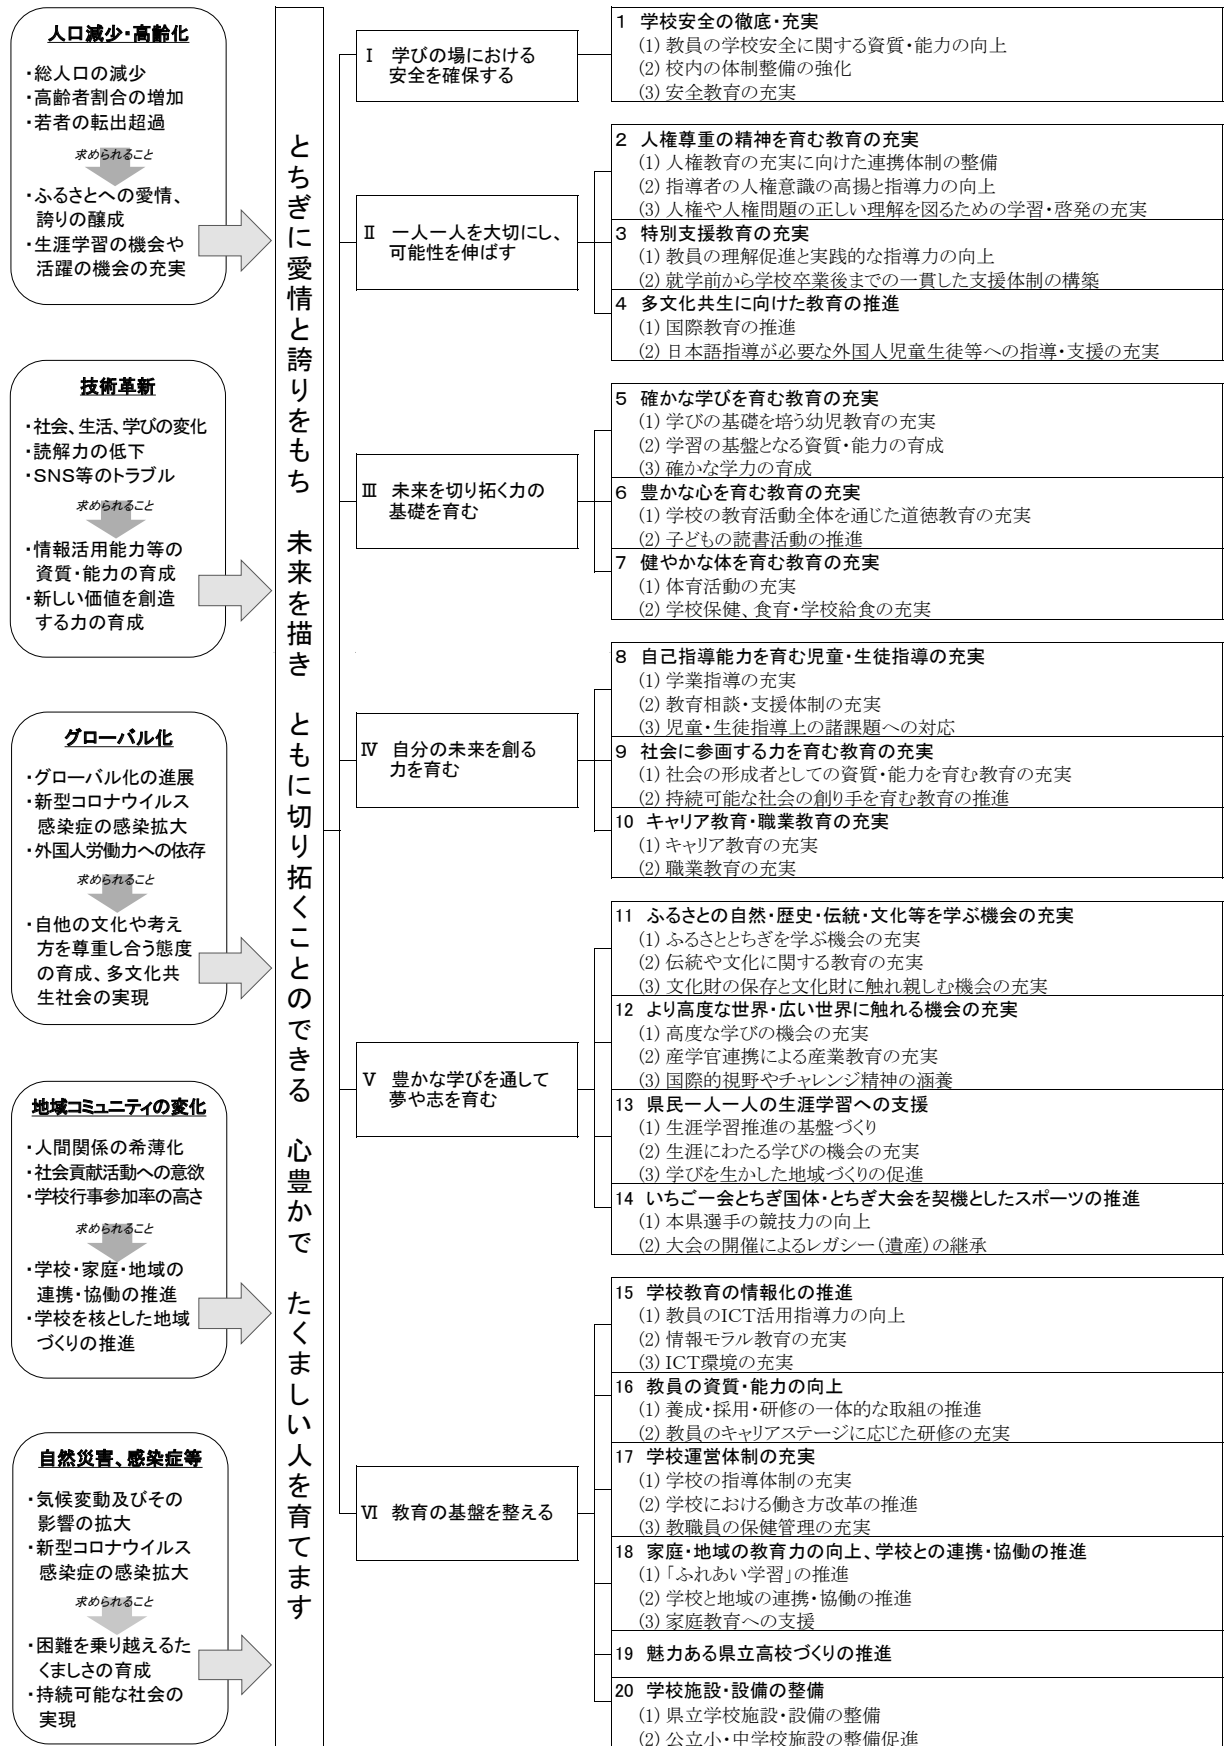 人口減少・高齢化
・総人口の減少
・高齢者割合の増加
・若者の転出超過
求められること
・ふるさとへの愛情、
誇りの醸成
・生涯学習の機会や
活躍の機会の充実
技術革新
・社会、生活、学びの変化
・読解力の低下
・SNS等のトラブル
求められること
・情報活用能力等の
資質・能力の育成
・新しい価値を創造
する力の育成
グローバル化
・グローバル化の進展
・新型コロナウイルス
感染症の感染拡大
・外国人労働力への依存
求められること
・自他の文化や考え
方を尊重し合う態度
の育成、多文化共
生社会の実現
地域コミュニティの変化
・人間関係の希薄化
・社会貢献活動への意欲
・学校行事参加率の高さ
求められること
・学校・家庭・地域の
連携・協働の推進
・学校を核とした地域
づくりの推進
自然災害、感染症等
・気候変動及びその
影響の拡大
・新型コロナウイルス
感染症の感染拡大
求められること
・困難を乗り越えるた
くましさの育成
・持続可能な社会の
実現
とちぎに愛情と誇りをもち 未来を描き ともに切り拓くことのできる 心豊かで たくましい人を育てます
Ⅰ 学びの場における
安全を確保する
1 学校安全の徹底・充実
(1) 教員の学校安全に関する資質・能力の向上
(2) 校内の体制整備の強化
(3) 安全教育の充実
Ⅱ 一人一人を大切にし、
可能性を伸ばす
2 人権尊重の精神を育む教育の充実
(1) 人権教育の充実に向けた連携体制の整備
(2) 指導者の人権意識の高揚と指導力の向上
(3) 人権や人権問題の正しい理解を図るための学習・啓発の充実
3 特別支援教育の充実
(1) 教員の理解促進と実践的な指導力の向上
(2) 就学前から学校卒業後までの一貫した支援体制の構築
4 多文化共生に向けた教育の推進
(1) 国際教育の推進
(2) 日本語指導が必要な外国人児童生徒等への指導・支援の充実
Ⅲ 未来を切り拓く力の
基礎を育む
5 確かな学びを育む教育の充実
(1) 学びの基礎を培う幼児教育の充実
(2) 学習の基盤となる資質・能力の育成
(3) 確かな学力の育成
6 豊かな心を育む教育の充実
(1) 学校の教育活動全体を通じた道徳教育の充実
(2) 子どもの読書活動の推進
7 健やかな体を育む教育の充実
(1) 体育活動の充実
(2) 学校保健、食育・学校給食の充実
Ⅳ 自分の未来を創る
力を育む
8 自己指導能力を育む児童・生徒指導の充実
(1) 学業指導の充実
(2) 教育相談・支援体制の充実
(3) 児童・生徒指導上の諸課題への対応
9 社会に参画する力を育む教育の充実
(1) 社会の形成者としての資質・能力を育む教育の充実
(2) 持続可能な社会の創り手を育む教育の推進
10 キャリア教育・職業教育の充実
(1) キャリア教育の充実
(2) 職業教育の充実
Ⅴ 豊かな学びを通して
夢や志を育む
11 ふるさとの自然・歴史・伝統・文化等を学ぶ機会の充実
(1) ふるさととちぎを学ぶ機会の充実
(2) 伝統や文化に関する教育の充実
(3) 文化財の保存と文化財に触れ親しむ機会の充実
12 より高度な世界・広い世界に触れる機会の充実
(1) 高度な学びの機会の充実
(2) 産学官連携による産業教育の充実
(3) 国際的視野やチャレンジ精神の涵養
13 県民一人一人の生涯学習への支援
(1) 生涯学習推進の基盤づくり
(2) 生涯にわたる学びの機会の充実
(3) 学びを生かした地域づくりの促進
14 いちご一会とちぎ国体・とちぎ大会を契機としたスポーツの推進
(1) 本県選手の競技力の向上
(2) 大会の開催によるレガシー(遺産)の継承
Ⅵ 教育の基盤を整える
15 学校教育の情報化の推進
(1) 教員のICT活用指導力の向上
(2) 情報モラル教育の充実
(3) ICT環境の充実
16 教員の資質・能力の向上
(1) 養成・採用・研修の一体的な取組の推進
(2) 教員のキャリアステージに応じた研修の充実
17 学校運営体制の充実
(1) 学校の指導体制の充実
(2) 学校における働き方改革の推進
(3) 教職員の保健管理の充実
18 家庭・地域の教育力の向上、学校との連携・協働の推進
(1) 「ふれあい学習」の推進
(2) 学校と地域の連携・協働の推進
(3) 家庭教育への支援
19 魅力ある県立高校づくりの推進
20 学校施設・設備の整備
(1) 県立学校施設・設備の整備
(2) 公立小・中学校施設の整備促進